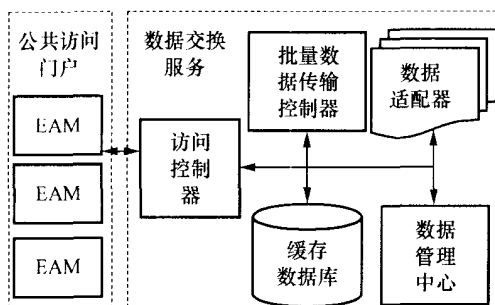 公共访问
门户
EAM
EAM
EAM
数据交换
服务
访问
控制
器
批量数
据传输
控制器
数据
适配器
缓存
数据库
数据
管理
中心